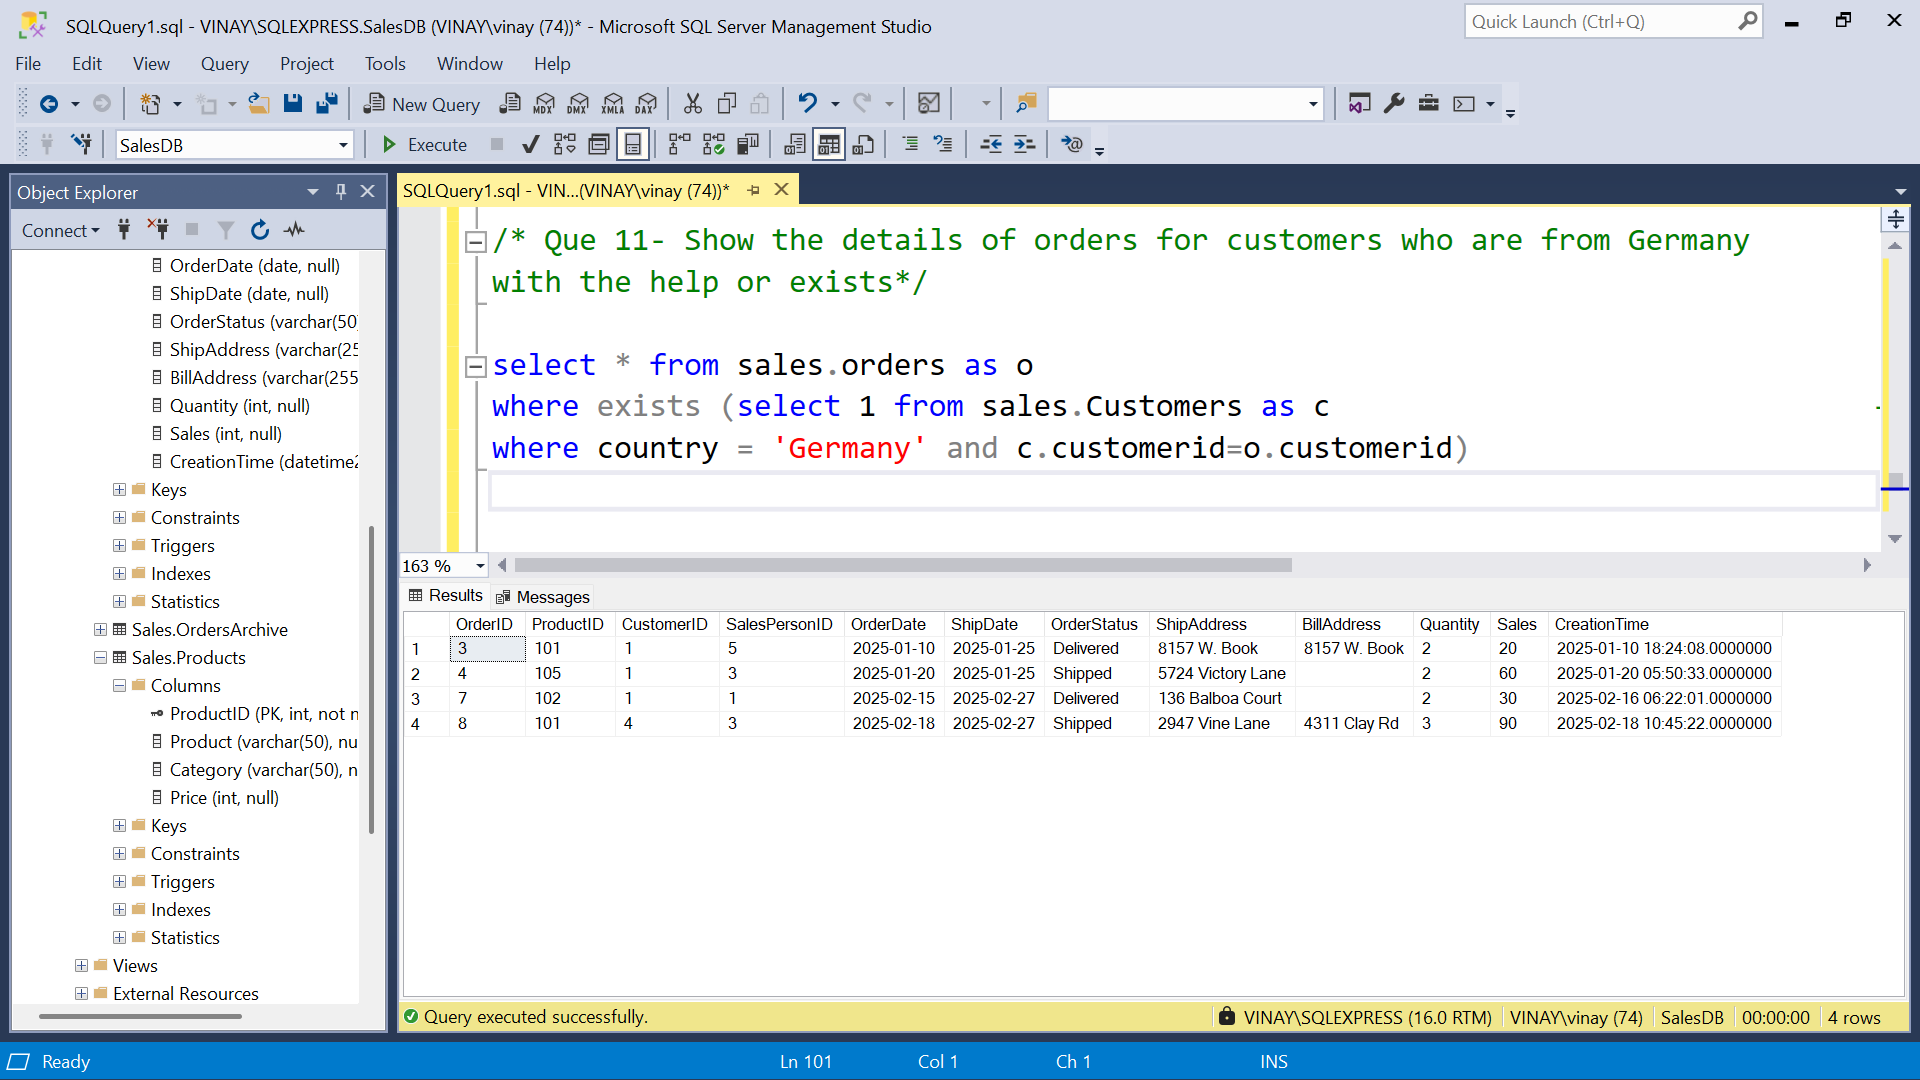 SQLQuery1.sql - VINAY\SQLEXPRESS.SalesDB (VINAY\vinay (74))* - Microsoft SQL Server Management Studio
Quick Launch (Ctrl+Q)
File Edit View Query Project Tools Window Help
New Query
MDX DMX XMLA DAX
SalesDB
Execute
Object Explorer
Connect
OrderDate (date, null)
ShipDate (date, null)
OrderStatus (varchar(50)
ShipAddress (varchar(25
BillAddress (varchar(255
Quantity (int, null)
Sales (int, null)
CreationTime (datetime2
Keys
Constraints
Triggers
Indexes
Statistics
Sales.OrdersArchive
Sales.Products
Columns
ProductID (PK, int, not n
Product (varchar(50), nu
Category (varchar(50), n
Price (int, null)
Keys
Constraints
Triggers
Indexes
Statistics
Views
External Resources
SQLQuery1.sql - VIN...(VINAY\vinay (74))*
/* Que 11- Show the details of orders for customers who are from Germany
with the help or exists*/
select * from sales.orders as o
where exists (select 1 from sales.Customers as c
where country = 'Germany' and c.customerid=o.customerid)
163 %
Results Messages
OrderID ProductID CustomerID SalesPersonID OrderDate ShipDate OrderStatus ShipAddress BillAddress Quantity Sales CreationTime
1 3 101 1 5 2025-01-10 2025-01-25 Delivered 8157 W. Book 8157 W. Book 2 20 2025-01-10 18:24:08.0000000
2 4 105 1 3 2025-01-20 2025-01-25 Shipped 5724 Victory Lane 2 60 2025-01-20 05:50:33.0000000
3 7 102 1 1 2025-02-15 2025-02-27 Delivered 136 Balboa Court 2 30 2025-02-16 06:22:01.0000000
4 8 101 4 3 2025-02-18 2025-02-27 Shipped 2947 Vine Lane 4311 Clay Rd 3 90 2025-02-18 10:45:22.0000000
Query executed successfully.
VINAY\SQLEXPRESS (16.0 RTM) VINAY\vinay (74) SalesDB 00:00:00 4 rows
Ready Ln 101 Col 1 Ch 1 INS